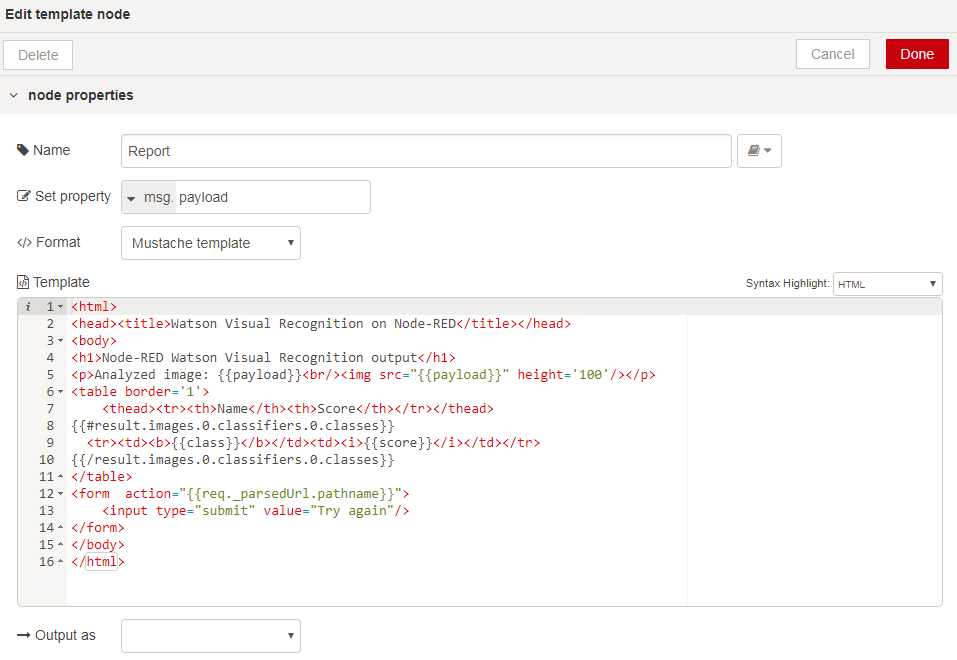 Edit template node
Delete Cancel Done
node properties
Name Report
Set property msg. payload
</> Format Mustache template
Template Syntax Highlight: HTML
i 1 <html>
2 <head><title>Watson Visual Recognition on Node-RED</title></head>
3 <body>
4 <h1>Node-RED Watson Visual Recognition output</h1>
5 <p>Analyzed image: {{payload}}<br/><img src="{{payload}}" height='100'/></p>
6 <table border='1'>
7     <thead><tr><th>Name</th><th>Score</th></tr></thead>
8 {{#result.images.0.classifiers.0.classes}}
9   <tr><td><b>{{class}}</b></td><td><i>{{score}}</i></td></tr>
10 {{/result.images.0.classifiers.0.classes}}
11 </table>
12 <form  action="{{req._parsedUrl.pathname}}">
13     <input type="submit" value="Try again"/>
14 </form>
15 </body>
16 </html>
Output as